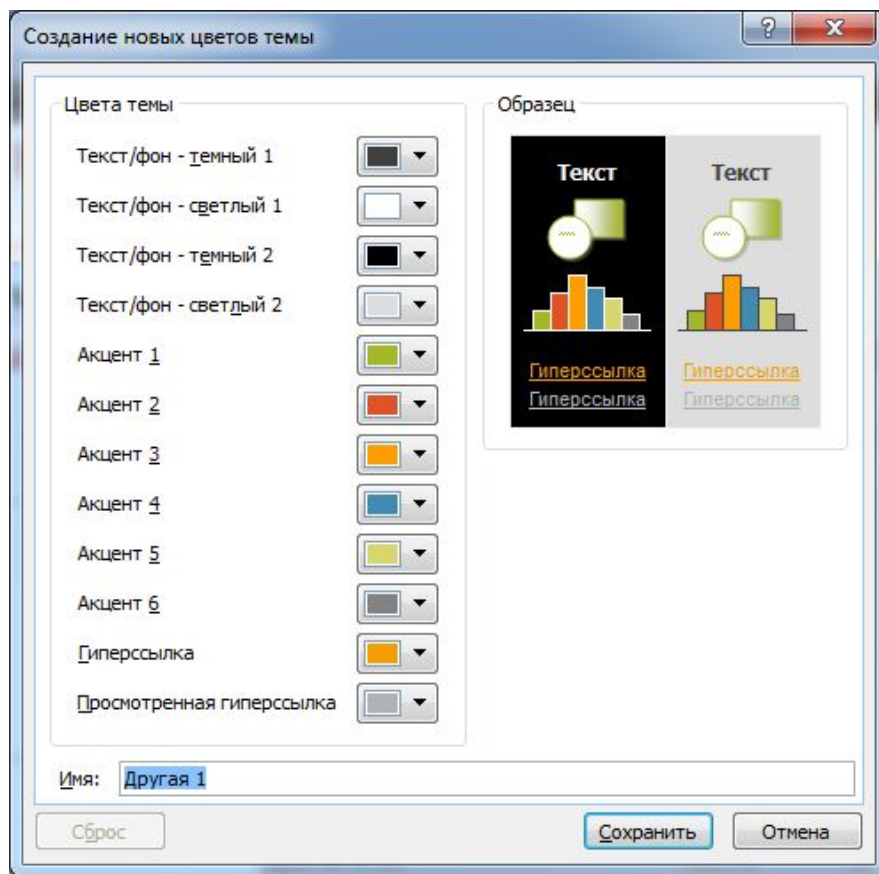 Создание новых цветов темы
Цвета темы
Текст/фон - темный 1
Текст/фон - светлый 1
Текст/фон - темный 2
Текст/фон - светлый 2
Акцент 1
Акцент 2
Акцент 3
Акцент 4
Акцент 5
Акцент 6
Гиперссылка
Просмотренная гиперссылка
Образец
Текст Текст
Гиперссылка Гиперссылка
Гиперссылка Гиперссылка
Имя: Другая 1
Сброс Сохранить Отмена